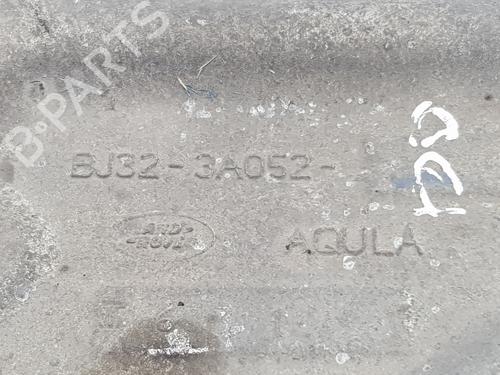 B-PARTS
BJ32-3A052-
LAND-
-ROVER
AQULA